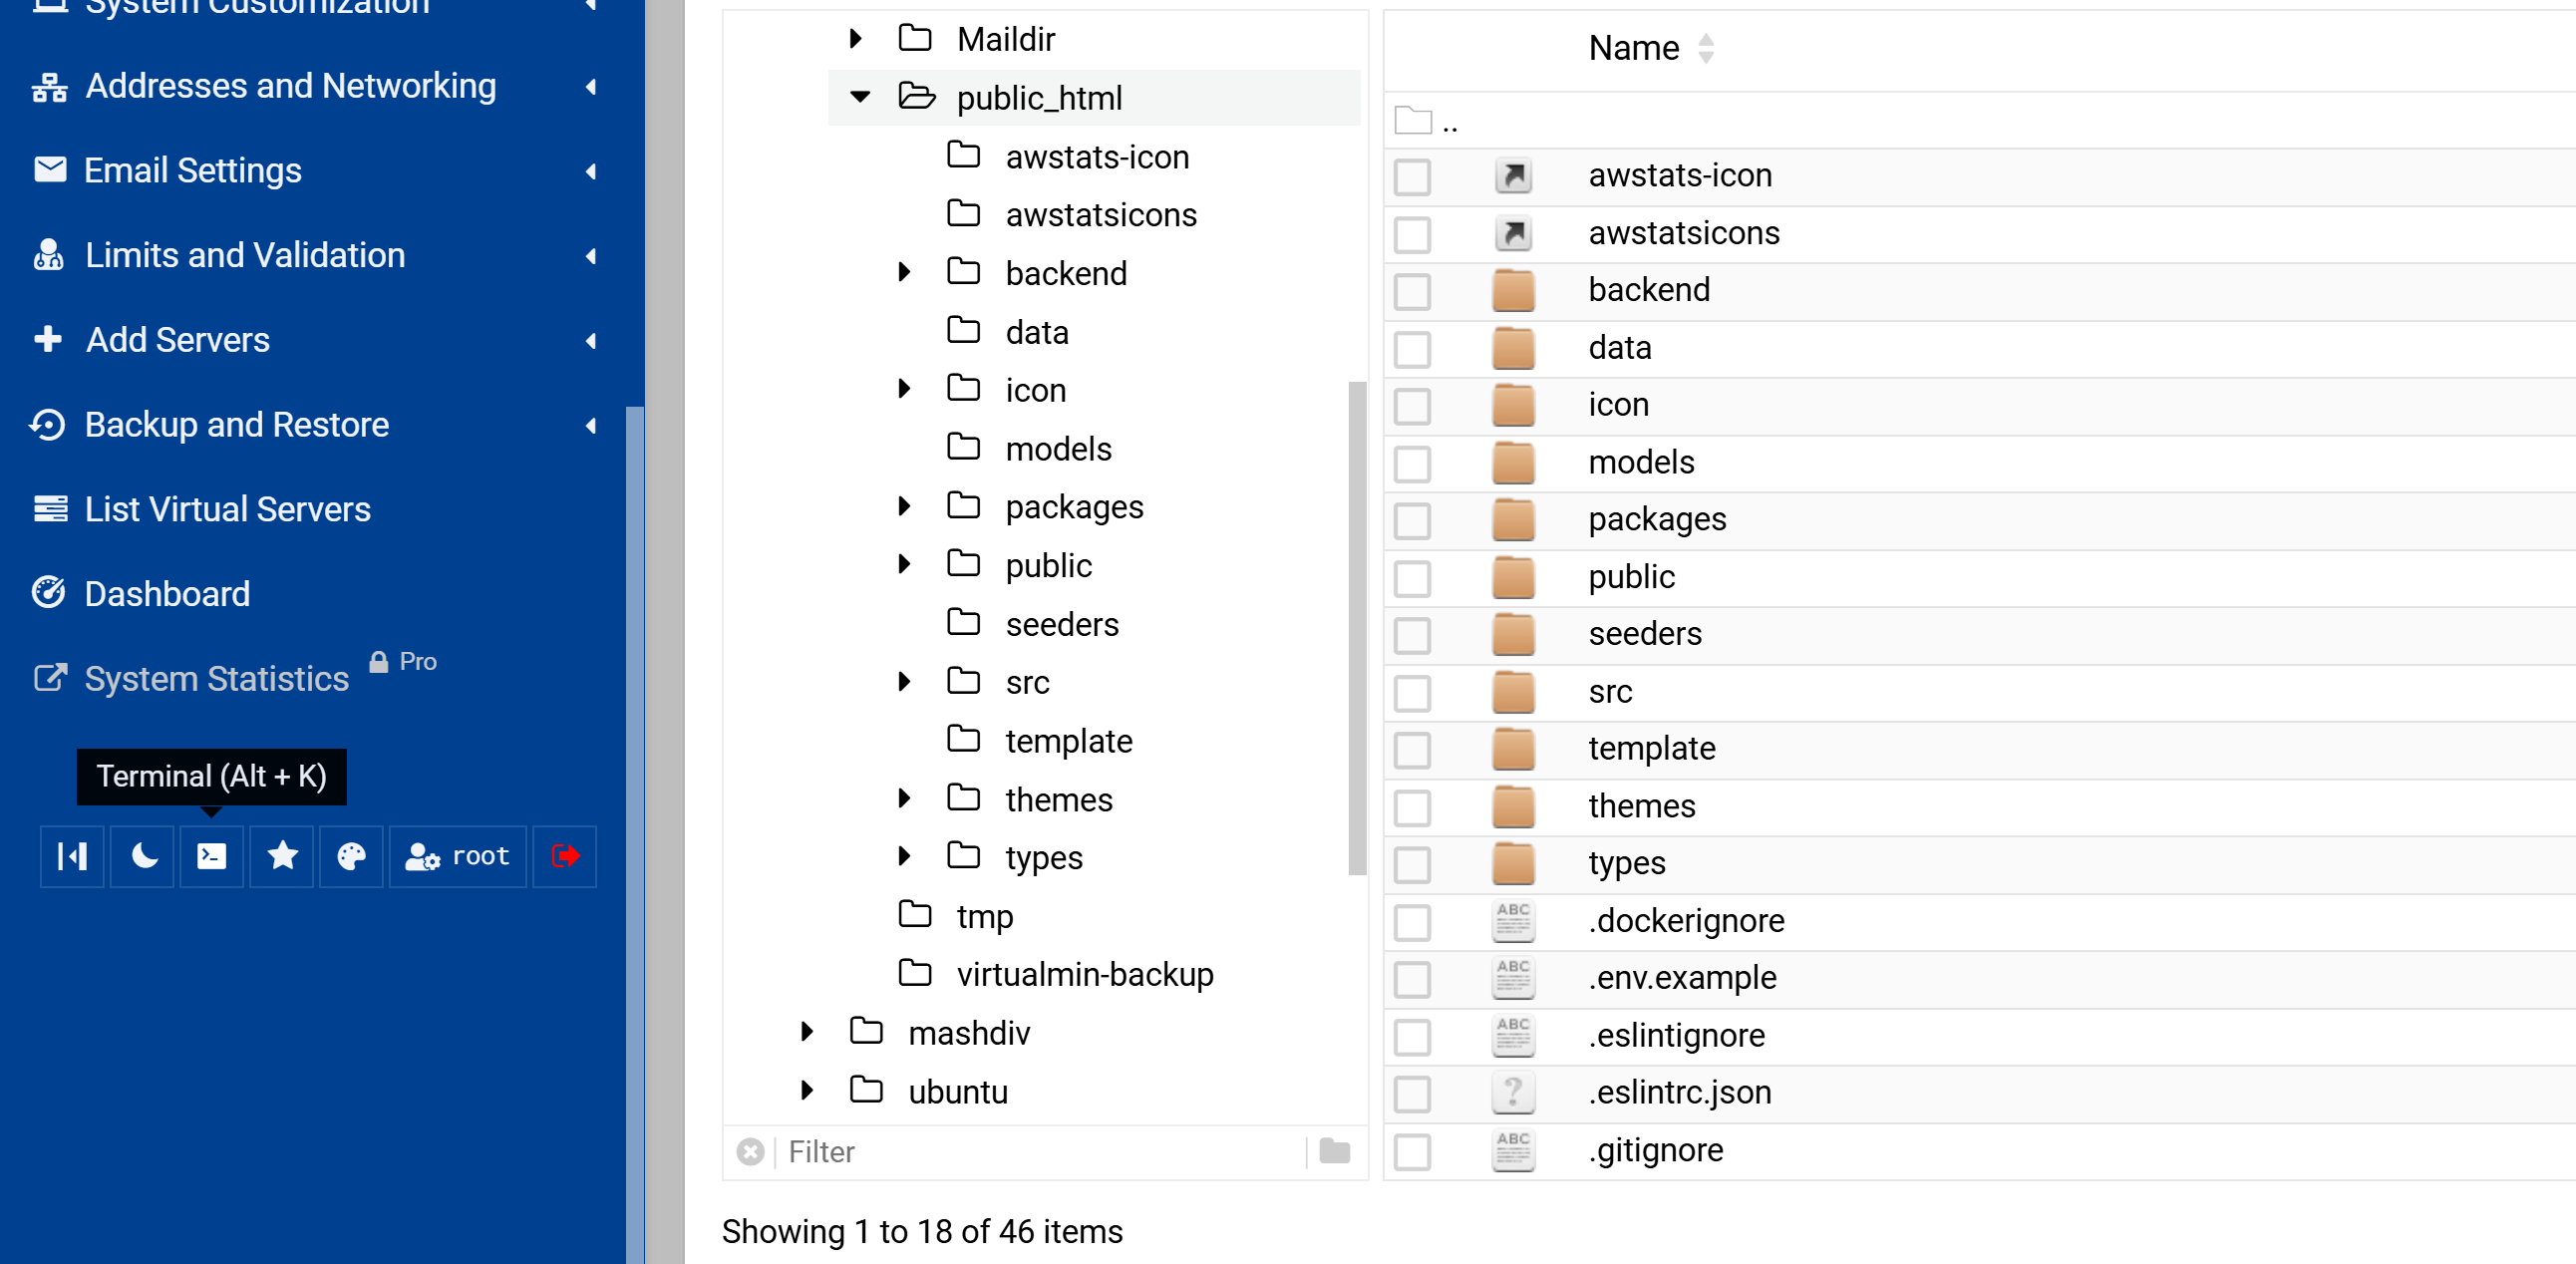 System Customization
Addresses and Networking
Email Settings
Limits and Validation
Add Servers
Backup and Restore
List Virtual Servers
Dashboard
System Statistics Pro
Terminal (Alt + K)
root
Maildir
public_html
awstats-icon
awstatsicons
backend
data
icon
models
packages
public
seeders
src
template
themes
types
tmp
virtualmin-backup
mashdiv
ubuntu
Filter
Name
..
awstats-icon
awstatsicons
backend
data
icon
models
packages
public
seeders
src
template
themes
types
ABC .dockerignore
ABC .env.example
ABC .eslintignore
? .eslintrc.json
ABC .gitignore
Showing 1 to 18 of 46 items